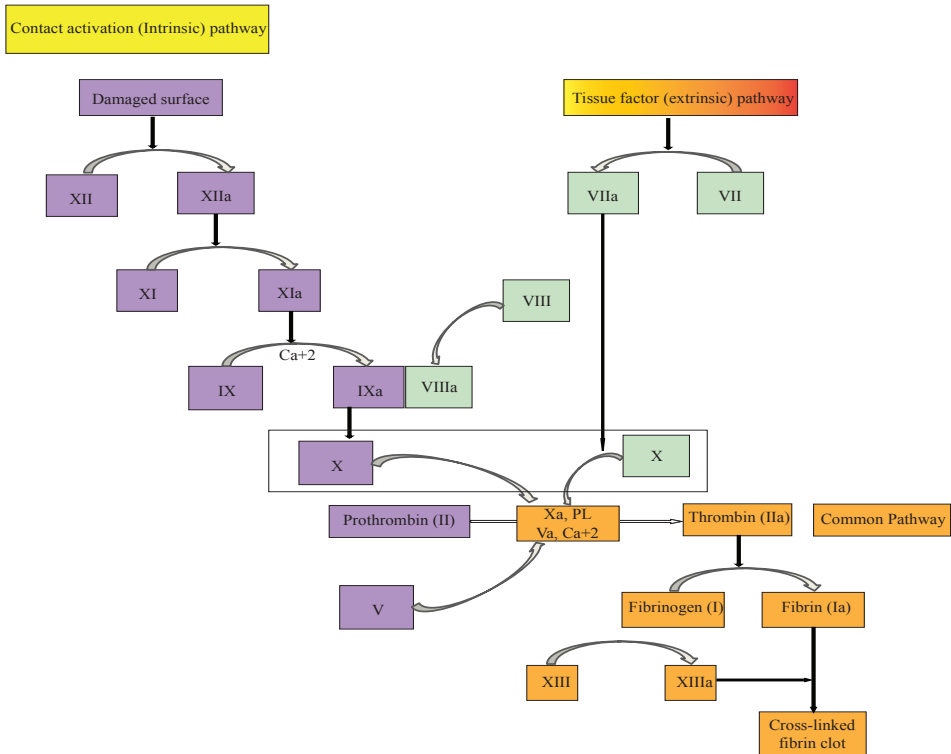 Contact activation (Intrinsic) pathway
Damaged surface
Tissue factor (extrinsic) pathway
XII
XIIa
VIIa
VII
XI
XIa
VIII
Ca+2
IX
IXa
VIIIa
X
X
Prothrombin (II)
Xa, PL
Va, Ca+2
Thrombin (IIa)
Common Pathway
V
Fibrinogen (I)
Fibrin (Ia)
XIII
XIIIa
Cross-linked
fibrin clot